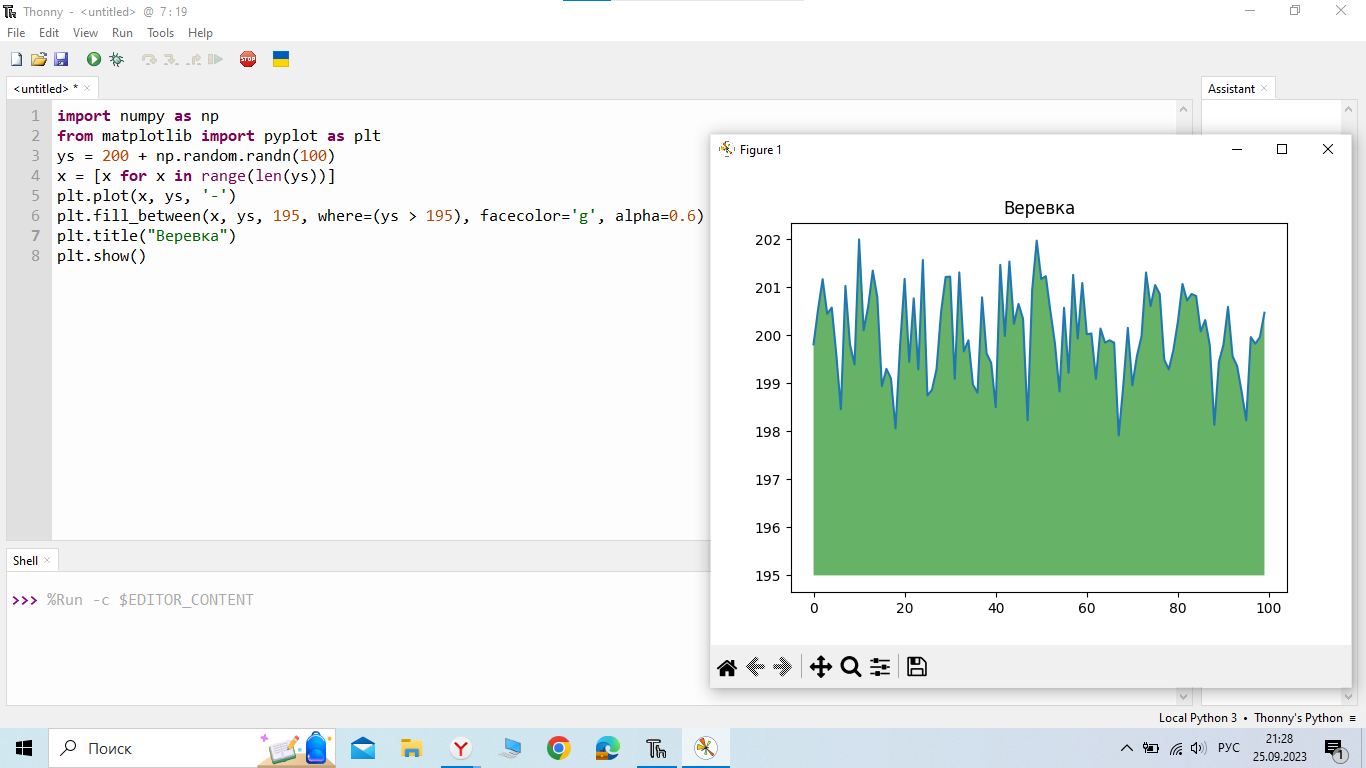 Thonny - <untitled> @ 7:19
File Edit View Run Tools Help
STOP
<untitled> *
Assistant
1 import numpy as np
2 from matplotlib import pyplot as plt
3 ys = 200 + np.random.randn(100)
4 x = [x for x in range(len(ys))]
5 plt.plot(x, ys, '-')
6 plt.fill_between(x, ys, 195, where=(ys > 195), facecolor='g', alpha=0.6)
7 plt.title("Веревка")
8 plt.show()
Figure 1
Веревка
202
201
200
199
198
197
196
195
0 20 40 60 80 100
Shell
>>> %Run -c $EDITOR_CONTENT
Local Python 3 • Thonny's Python ≡
Поиск
РУС
21:28
25.09.2023
1